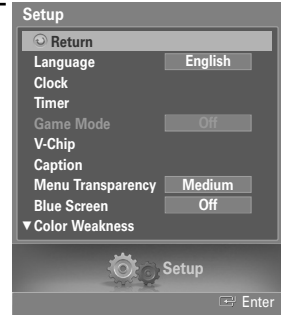 Setup
Return
Language English
Clock
Timer
Game Mode Off
V-Chip
Caption
Menu Transparency Medium
Blue Screen Off
▼Color Weakness
Setup
Enter